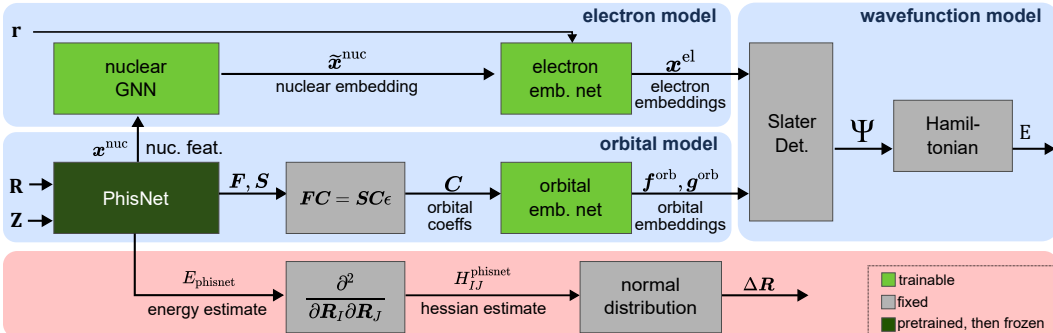 electron model
wavefunction model
r
nuclear
GNN
x̃^nuc
nuclear embedding
electron
emb. net
x^el
electron
embeddings
Slater
Det.
Ψ
Hamil-
tonian
E
x^nuc
nuc. feat.
orbital model
R
Z
PhisNet
F, S
FC = SCϵ
C
orbital
coeffs
orbital
emb. net
f^orb, g^orb
orbital
embeddings
E_phisnet
energy estimate
∂²
∂R_I ∂R_J
H_IJ^phisnet
hessian estimate
normal
distribution
ΔR
trainable
fixed
pretrained, then frozen